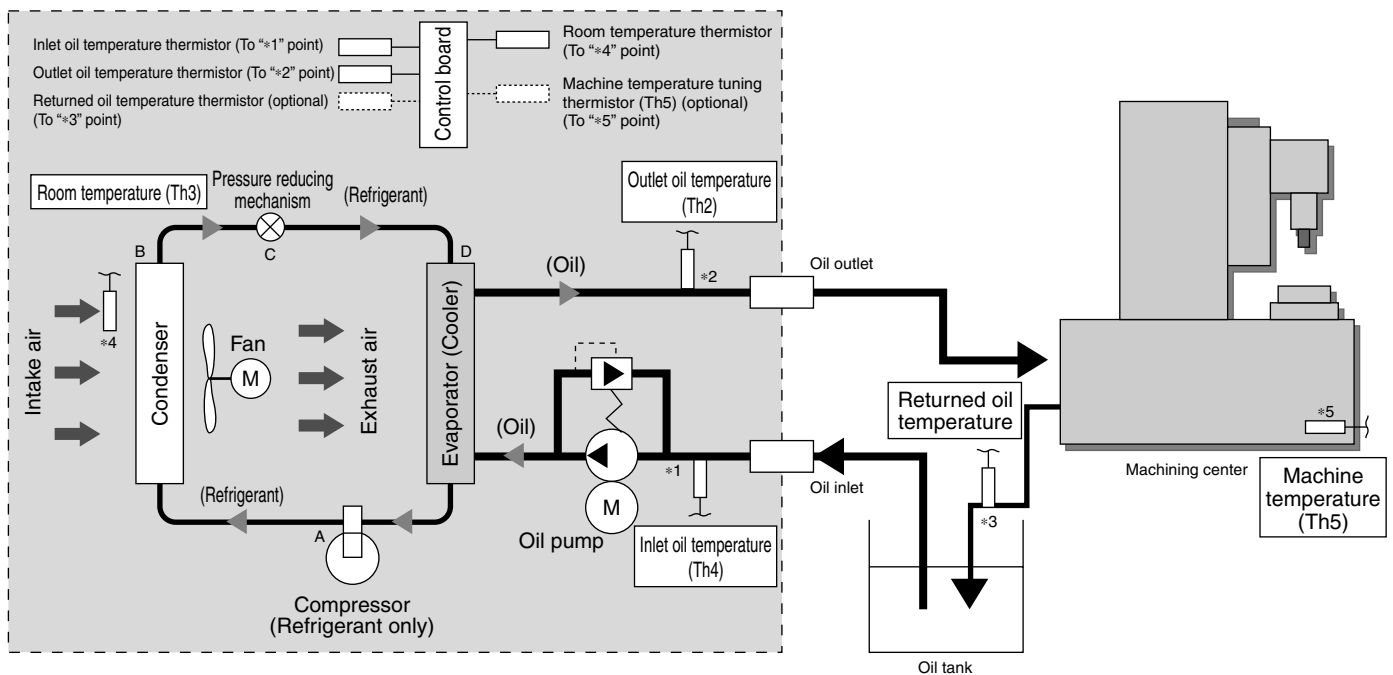 Inlet oil temperature thermistor (To “*1” point)
Outlet oil temperature thermistor (To “*2” point)
Returned oil temperature thermistor (optional)
(To “*3” point)
Control board
Room temperature thermistor
(To “*4” point)
Machine temperature tuning
thermistor (Th5) (optional)
(To “*5” point)
Room temperature (Th3)
Pressure reducing
mechanism
(Refrigerant)
Outlet oil temperature
(Th2)
B
C
D
(Oil)
*2
Oil outlet
Intake air
*4
Condenser
Fan
M
Exhaust air
Evaporator (Cooler)
(Oil)
*1
Oil inlet
M
Oil pump
Inlet oil temperature
(Th4)
(Refrigerant)
A
Compressor
(Refrigerant only)
Returned oil
temperature
*3
Oil tank
*5
Machining center
Machine
temperature
(Th5)